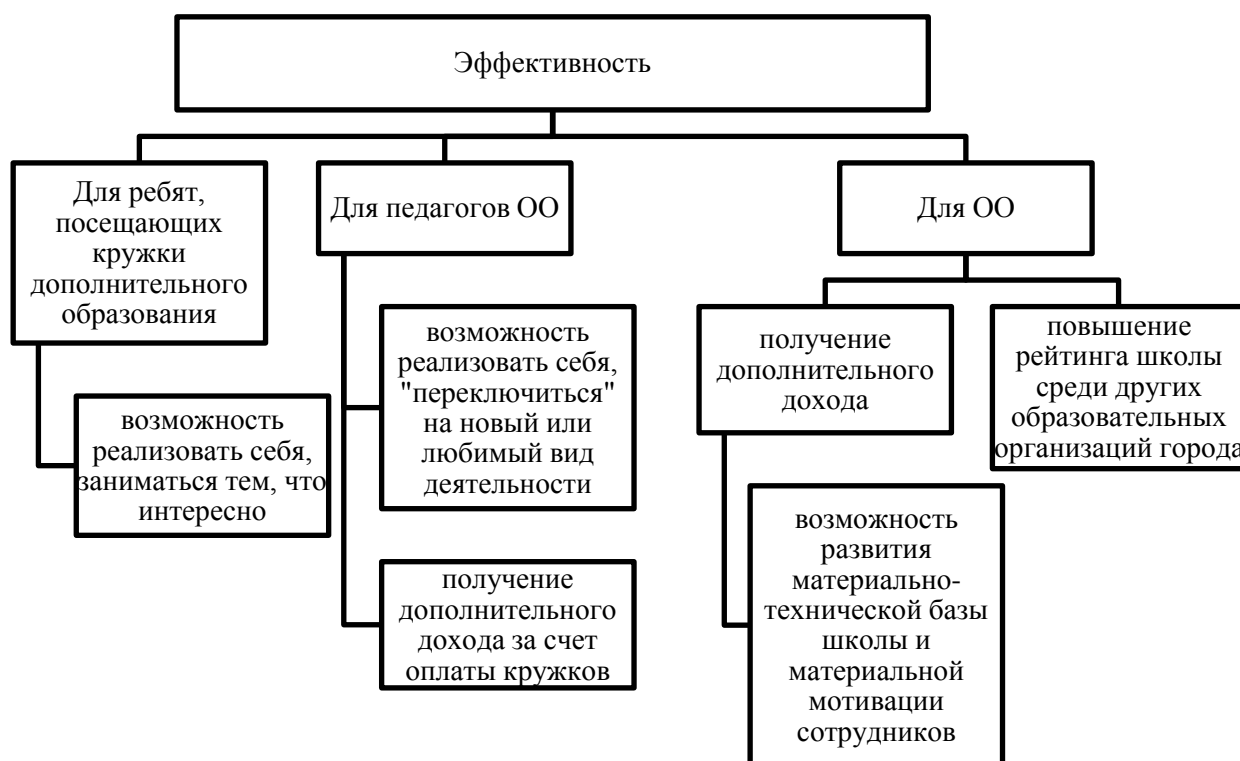 Эффективность
Для ребят,
посещающих
кружки
дополнительного
образования
возможность
реализовать себя,
заниматься тем, что
интересно
Для педагогов ОО
возможность
реализовать себя,
"переключиться"
на новый или
любимый вид
деятельности
получение
дополнительного
дохода за счет
оплаты кружков
Для ОО
получение
дополнительного
дохода
возможность
развития
материально-
технической базы
школы и
материальной
мотивации
сотрудников
повышение
рейтинга школы
среди других
образовательных
организаций города